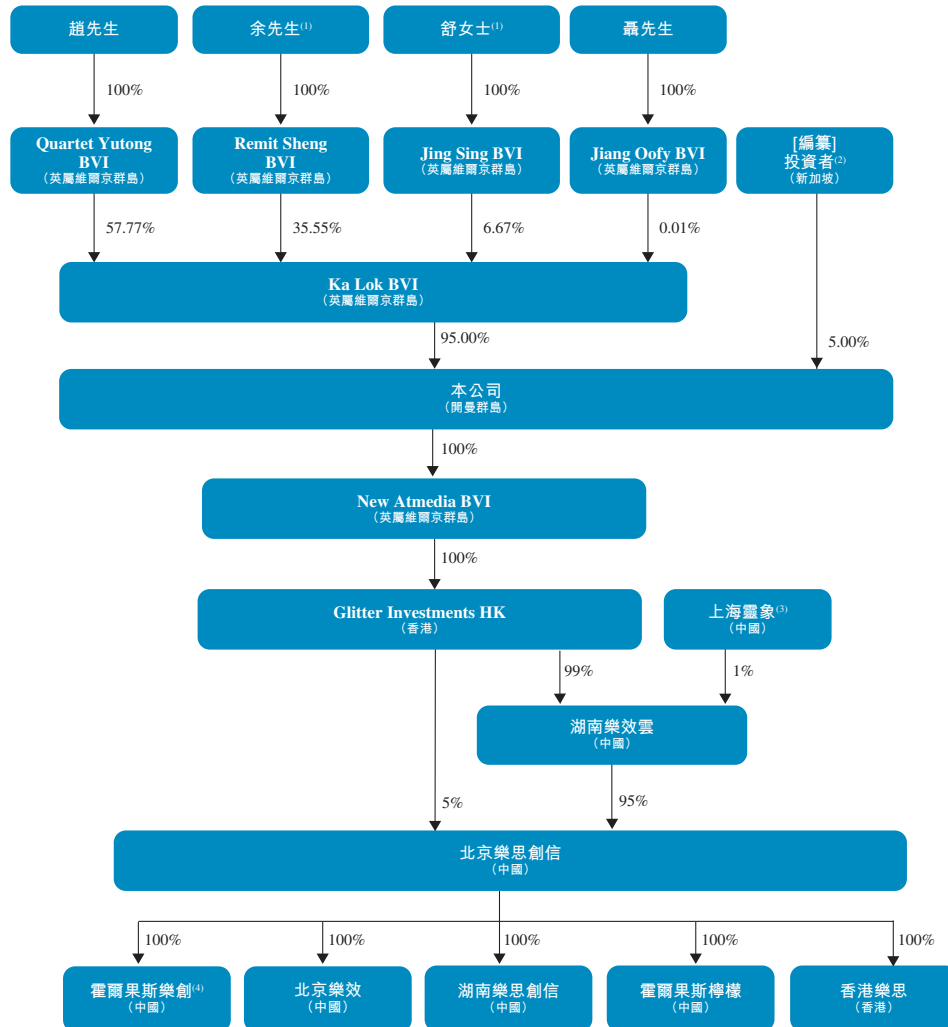 趙先生
余先生(1)
舒女士(1)
聶先生
100%
100%
100%
100%
Quartet Yutong
BVI
(英屬維爾京群島)
Remit Sheng
BVI
(英屬維爾京群島)
Jing Sing BVI
(英屬維爾京群島)
Jiang Oofy BVI
(英屬維爾京群島)
[編纂]
投資者(2)
(新加坡)
57.77%
35.55%
6.67%
0.01%
Ka Lok BVI
(英屬維爾京群島)
95.00%
5.00%
本公司
(開曼群島)
100%
New Atmedia BVI
(英屬維爾京群島)
100%
Glitter Investments HK
(香港)
上海靈象(3)
(中國)
99%
1%
湖南樂效雲
(中國)
5%
95%
北京樂思創信
(中國)
100%
100%
100%
100%
100%
霍爾果斯樂創(4)
(中國)
北京樂效
(中國)
湖南樂思創信
(中國)
霍爾果斯檸檬
(中國)
香港樂思
(香港)